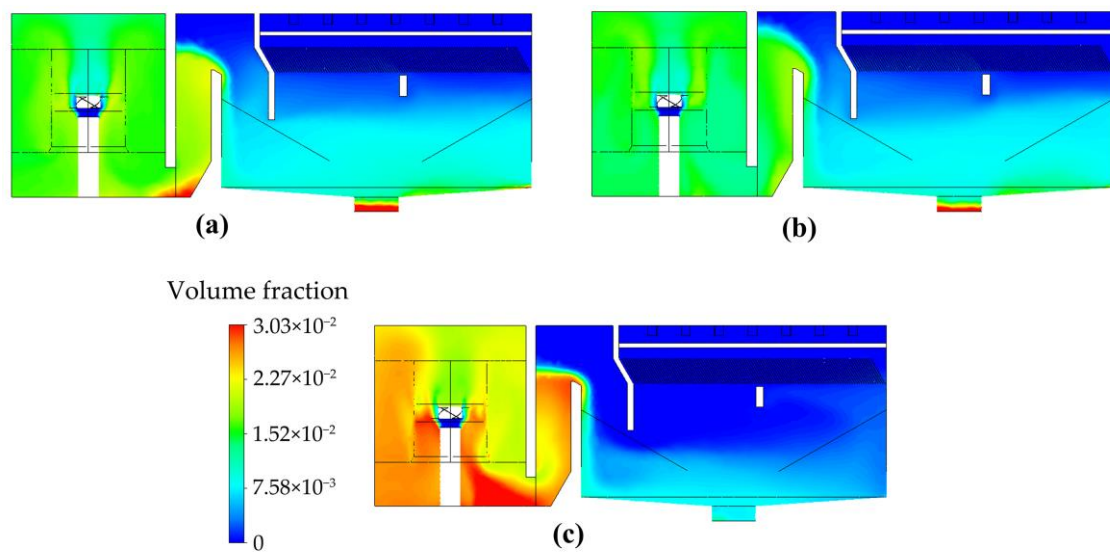 (a)
(b)
Volume fraction
3.03×10⁻²
2.27×10⁻²
1.52×10⁻²
7.58×10⁻³
0
(c)